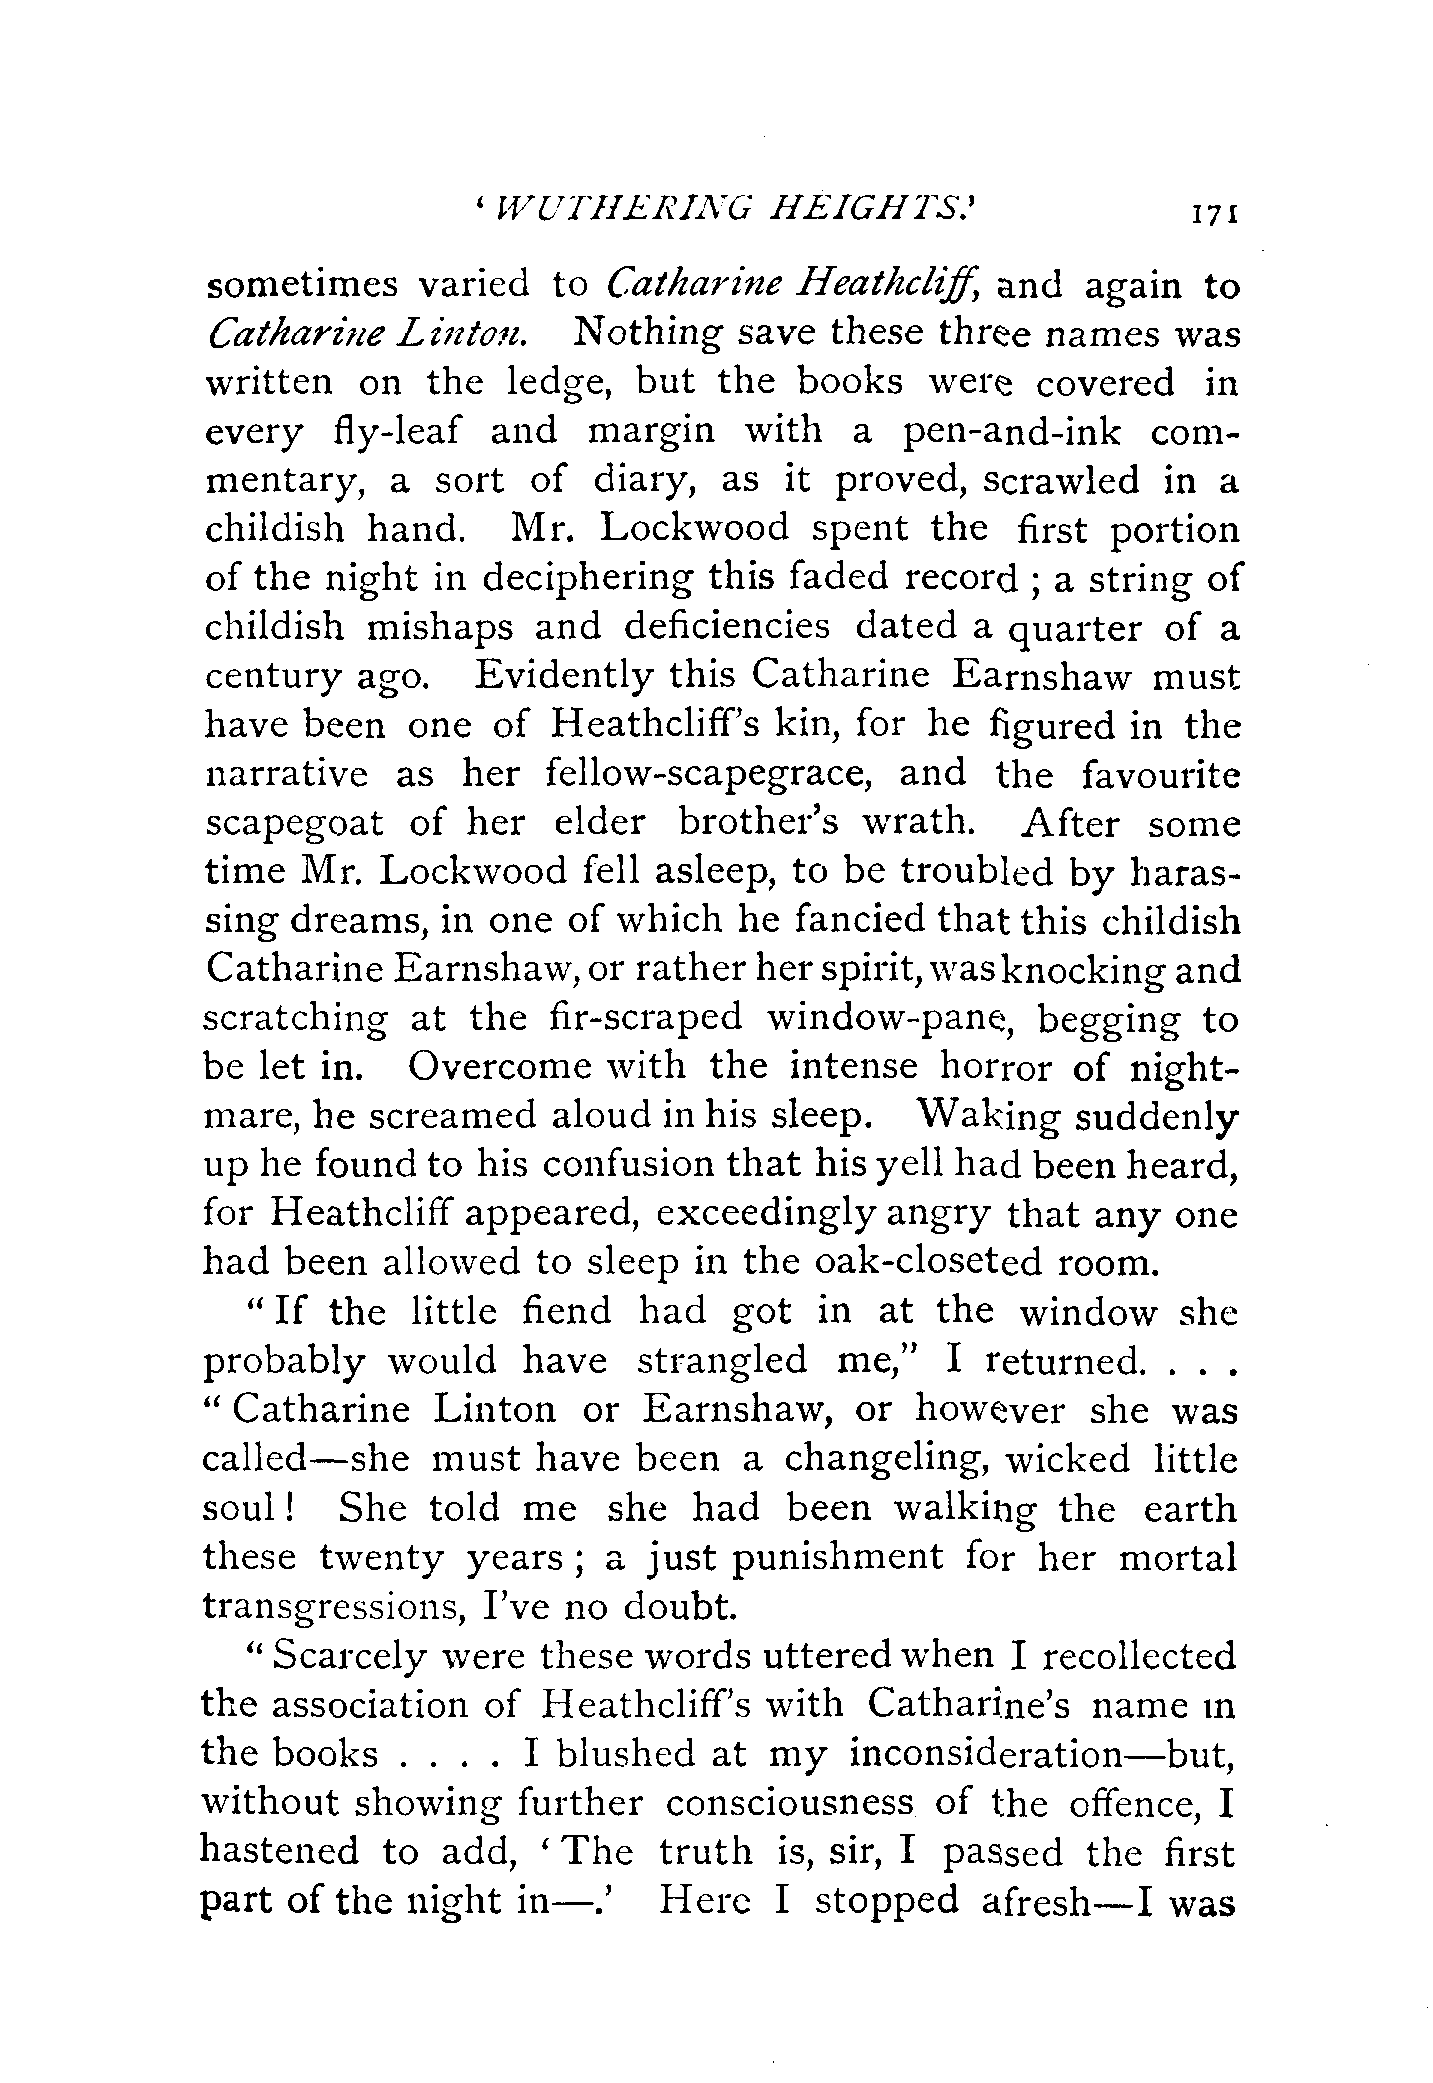 ‘WUTHERING HEIGHTS.’ 171
sometimes varied to Catharine Heathcliff, and again to
Catharine Linton. Nothing save these three names was
written on the ledge, but the books were covered in
every fly-leaf and margin with a pen-and-ink com-
mentary, a sort of diary, as it proved, scrawled in a
childish hand. Mr. Lockwood spent the first portion
of the night in deciphering this faded record ; a string of
childish mishaps and deficiencies dated a quarter of a
century ago. Evidently this Catharine Earnshaw must
have been one of Heathcliff’s kin, for he figured in the
narrative as her fellow-scapegrace, and the favourite
scapegoat of her elder brother’s wrath. After some
time Mr. Lockwood fell asleep, to be troubled by haras-
sing dreams, in one of which he fancied that this childish
Catharine Earnshaw, or rather her spirit, was knocking and
scratching at the fir-scraped window-pane, begging to
be let in. Overcome with the intense horror of night-
mare, he screamed aloud in his sleep. Waking suddenly
up he found to his confusion that his yell had been heard,
for Heathcliff appeared, exceedingly angry that any one
had been allowed to sleep in the oak-closeted room.
“ If the little fiend had got in at the window she
probably would have strangled me,” I returned. . . .
“ Catharine Linton or Earnshaw, or however she was
called—she must have been a changeling, wicked little
soul ! She told me she had been walking the earth
these twenty years ; a just punishment for her mortal
transgressions, I’ve no doubt.
“ Scarcely were these words uttered when I recollected
the association of Heathcliff’s with Catharine’s name in
the books . . . . I blushed at my inconsideration—but,
without showing further consciousness of the offence, I
hastened to add, ‘ The truth is, sir, I passed the first
part of the night in—.’ Here I stopped afresh—I was